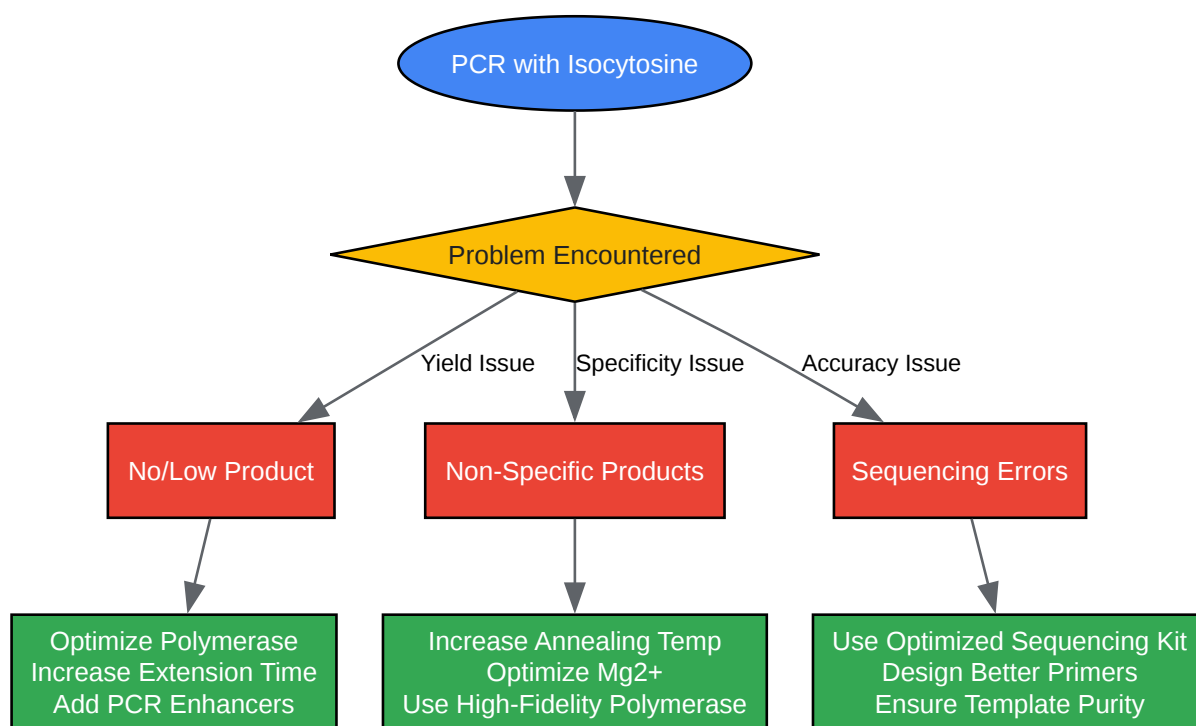 PCR with Isocytosine
Problem Encountered
Yield Issue
Specificity Issue
Accuracy Issue
No/Low Product
Non-Specific Products
Sequencing Errors
Optimize Polymerase
Increase Extension Time
Add PCR Enhancers
Increase Annealing Temp
Optimize Mg2+
Use High-Fidelity Polymerase
Use Optimized Sequencing Kit
Design Better Primers
Ensure Template Purity